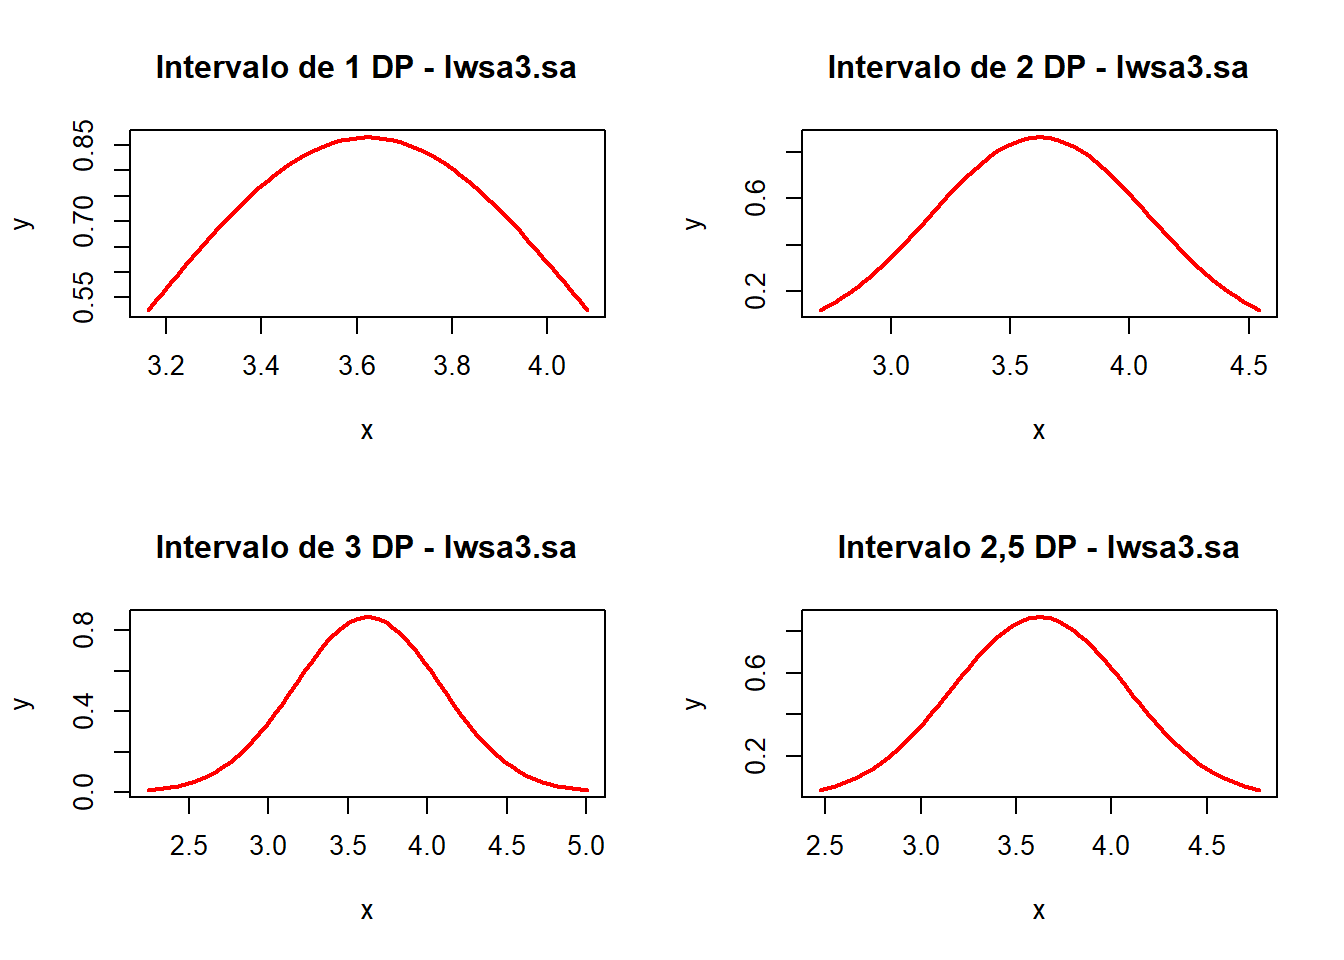 Intervalo de 1 DP - lwsa3.sa
y
0.85
0.70
0.55
3.2 3.4 3.6 3.8 4.0
x
Intervalo de 2 DP - lwsa3.sa
y
0.6
0.2
3.0 3.5 4.0 4.5
x
Intervalo de 3 DP - lwsa3.sa
y
0.8
0.4
0.0
2.5 3.0 3.5 4.0 4.5 5.0
x
Intervalo 2,5 DP - lwsa3.sa
y
0.6
0.2
2.5 3.0 3.5 4.0 4.5
x